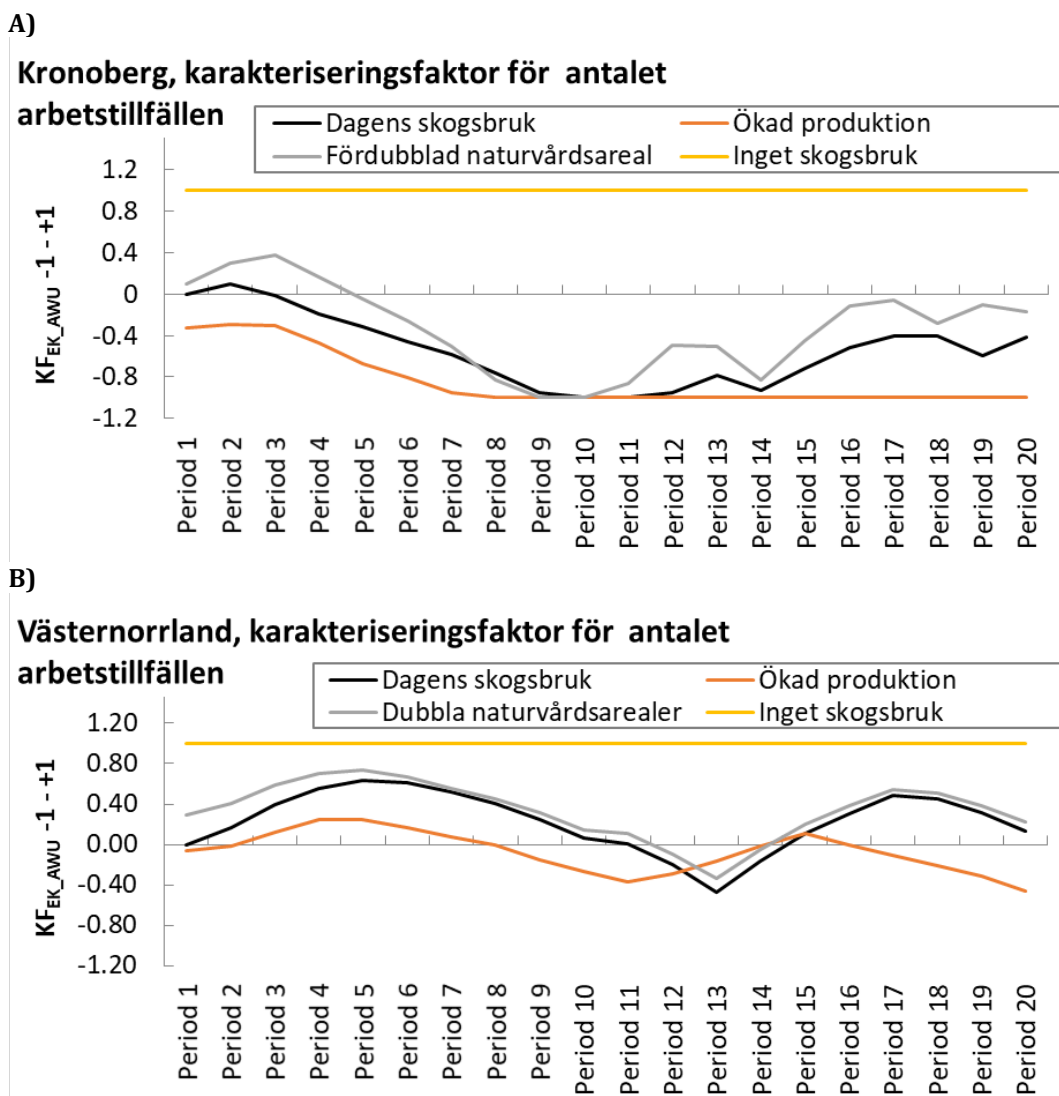 A)
Kronoberg, karakteriseringsfaktor för antalet
arbetstillfällen
Dagens skogsbruk
Ökad produktion
Fördubblad naturvårdsareal
Inget skogsbruk
KFEK_AWU -1 - +1
1.2
0.8
0.4
0
-0.4
-0.8
-1.2
Period 1
Period 2
Period 3
Period 4
Period 5
Period 6
Period 7
Period 8
Period 9
Period 10
Period 11
Period 12
Period 13
Period 14
Period 15
Period 16
Period 17
Period 18
Period 19
Period 20
B)
Västernorrland, karakteriseringsfaktor för antalet
arbetstillfällen
Dagens skogsbruk
Ökad produktion
Dubbla naturvårdsarealer
Inget skogsbruk
KFEK_AWU -1 - +1
1.20
0.80
0.40
0.00
-0.40
-0.80
-1.20
Period 1
Period 2
Period 3
Period 4
Period 5
Period 6
Period 7
Period 8
Period 9
Period 10
Period 11
Period 12
Period 13
Period 14
Period 15
Period 16
Period 17
Period 18
Period 19
Period 20